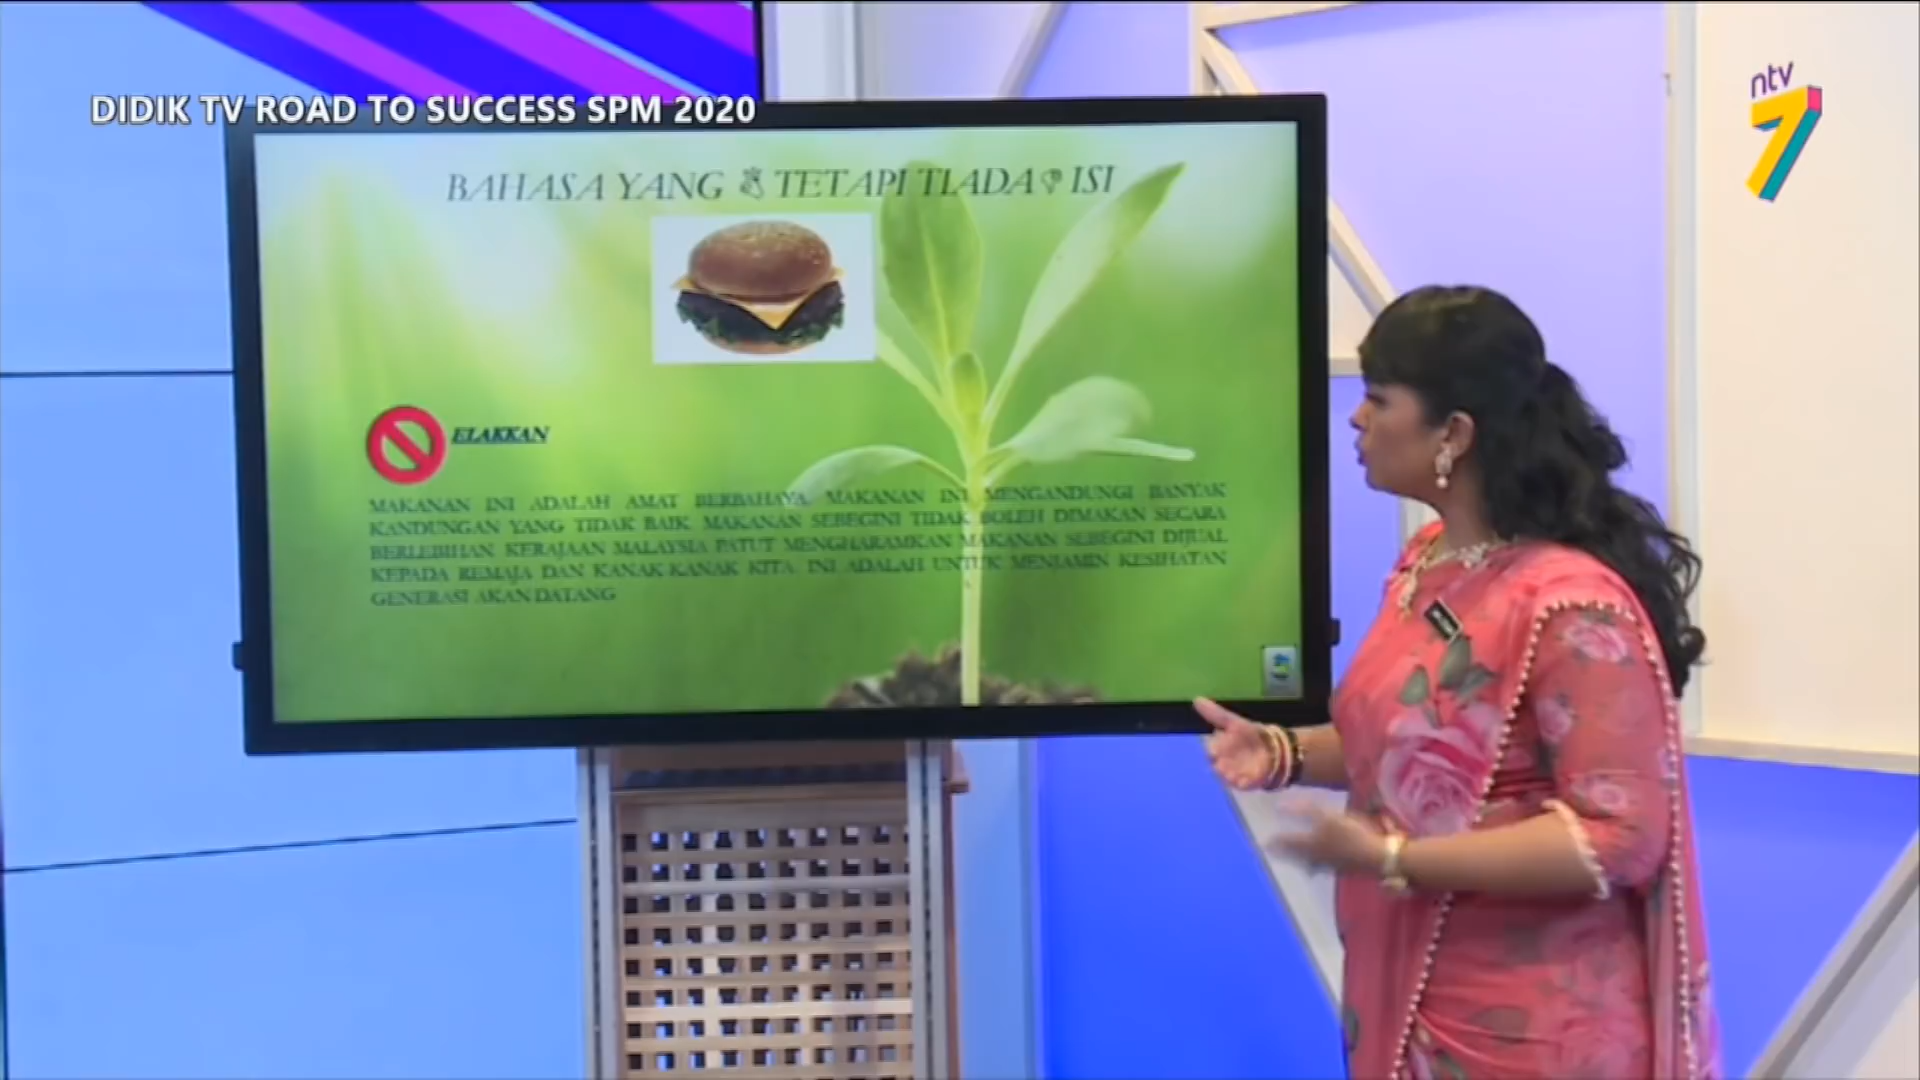 DIDIK TV ROAD TO SUCCESS SPM 2020
ntv
7
BAHASA YANG TETAPI TIADA ISI
ELAKKAN
MAKANAN INI ADALAH AMAT BERBAHAYA. MAKANAN INI MENGANDUNGI BANYAK
KANDUNGAN YANG TIDAK BAIK. MAKANAN SEBEGINI TIDAK BOLEH DIMAKAN SECARA
BERLEBIHAN. KERAJAAN MALAYSIA PATUT MENGHARAMKAN MAKANAN SEBEGINI DIJUAL
KEPADA REMAJA DAN KANAK-KANAK KITA. INI ADALAH UNTUK MENJAMIN KESIHATAN
GENERASI AKAN DATANG